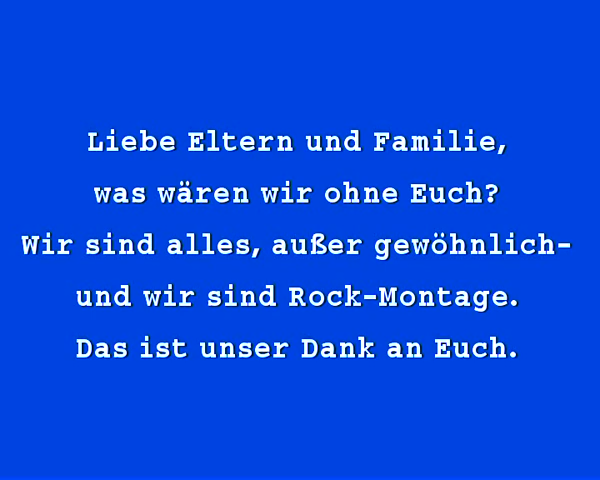 Liebe Eltern und Familie,
was wären wir ohne Euch?
Wir sind alles, außer gewöhnlich-
und wir sind Rock-Montage.
Das ist unser Dank an Euch.